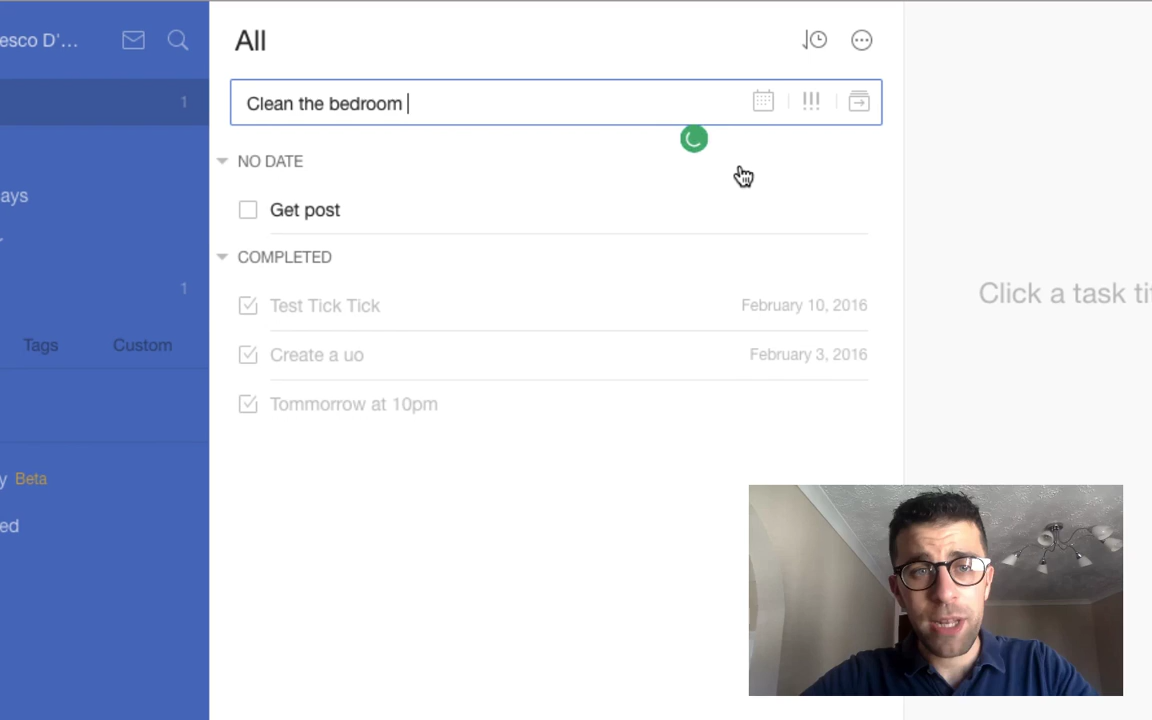 esco D'...
All
1
Clean the bedroom
!!!
NO DATE
ays
Get post
COMPLETED
1
Test Tick Tick February 10, 2016
Click a task ti
Tags Custom
Create a uo February 3, 2016
Tommorrow at 10pm
y Beta
ed